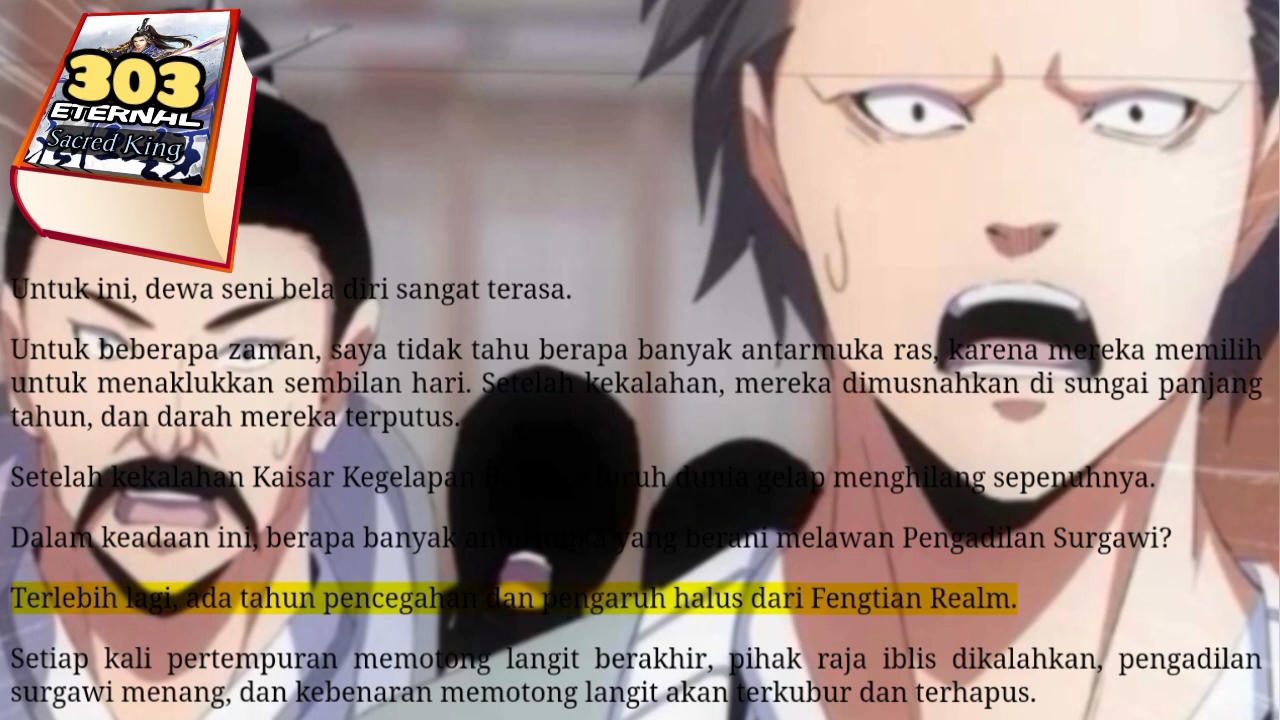 303
ETERNAL
Sacred King
Untuk ini, dewa seni bela diri sangat terasa.
Untuk beberapa zaman, saya tidak tahu berapa banyak antarmuka ras, karena mereka memilih
untuk menaklukkan sembilan hari. Setelah kekalahan, mereka dimusnahkan di sungai panjang
tahun, dan darah mereka terputus.
Setelah kekalahan Kaisar Kegelapan dunia gelap menghilang sepenuhnya.
Dalam keadaan ini, berapa banyak antarmuka yang berani melawan Pengadilan Surgawi?
Terlebih lagi, ada tahun pencegahan dan pengaruh halus dari Fengtian Realm.
Setiap kali pertempuran memotong langit berakhir, pihak raja iblis dikalahkan, pengadilan
surgawi menang, dan kebenaran memotong langit akan terkubur dan terhapus.